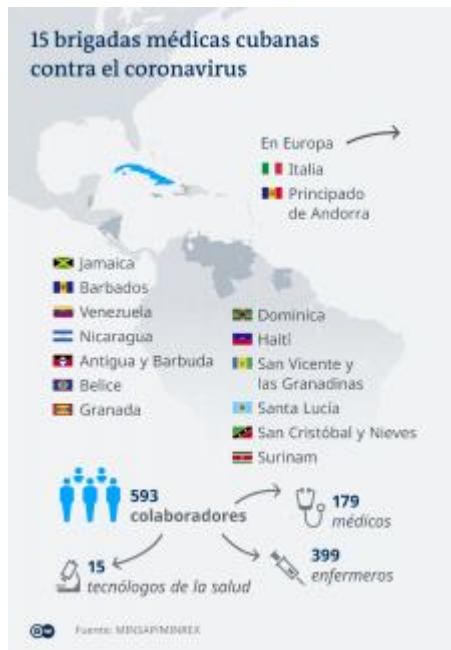 15 brigadas médicas cubanas
contra el coronavirus
En Europa
Italia
Principado
de Andorra
Jamaica
Barbados
Venezuela
Nicaragua
Antigua y Barbuda
Belice
Granada
Dominica
Haití
San Vicente y
las Granadinas
Santa Lucía
San Cristóbal y Nieves
Surinam
593
colaboradores
179
médicos
15
tecnólogos de la salud
399
enfermeros
DW
Fuente: MINSAP/MINREX